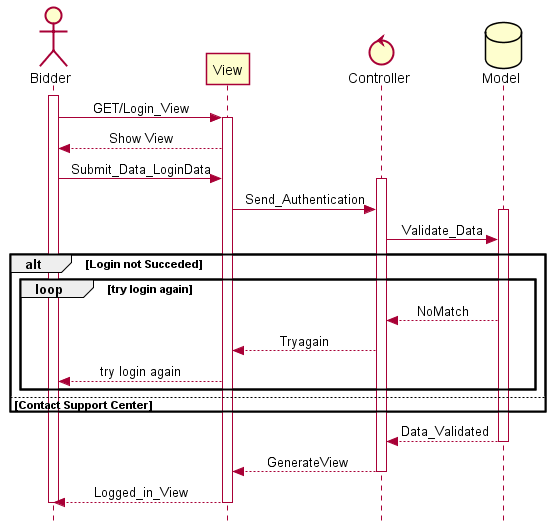 Bidder
View
Controller
Model
GET/Login_View
Show View
Submit_Data_LoginData
Send_Authentication
Validate_Data
alt [Login not Succeded]
loop [try login again]
NoMatch
Tryagain
try login again
[Contact Support Center]
Data_Validated
GenerateView
Logged_in_View